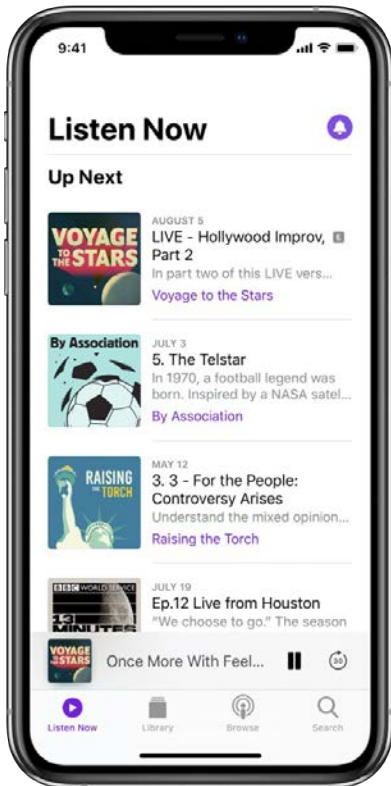 9:41
Listen Now
Up Next
VOYAGE
TO THE
STARS
AUGUST 5
LIVE - Hollywood Improv, E
Part 2
In part two of this LIVE vers...
Voyage to the Stars
By Association
JULY 3
5. The Telstar
In 1970, a football legend was
born. Inspired by a NASA satel...
By Association
RAISING
THE TORCH
MAY 12
3. 3 - For the People:
Controversy Arises
Understand the mixed opinion...
Raising the Torch
BBC WORLD SERVICE
13
MINUTES
JULY 19
Ep.12 Live from Houston
"We choose to go." The season
VOYAGE
TO THE
STARS
Once More With Feel...
30
Listen Now
Library
Browse
Search